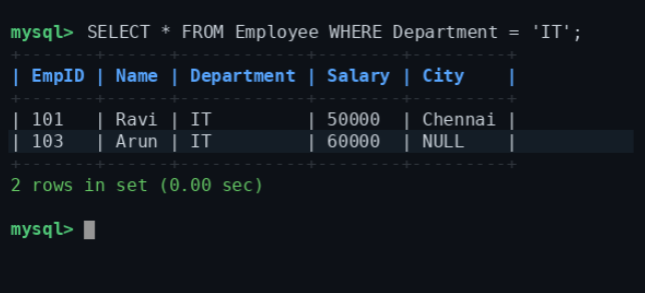 mysql> SELECT * FROM Employee WHERE Department = 'IT';
+-------+------+------------+--------+---------+
| EmpID | Name | Department | Salary | City    |
+-------+------+------------+--------+---------+
| 101   | Ravi | IT         | 50000  | Chennai |
| 103   | Arun | IT         | 60000  | NULL    |
+-------+------+------------+--------+---------+
2 rows in set (0.00 sec)
mysql>